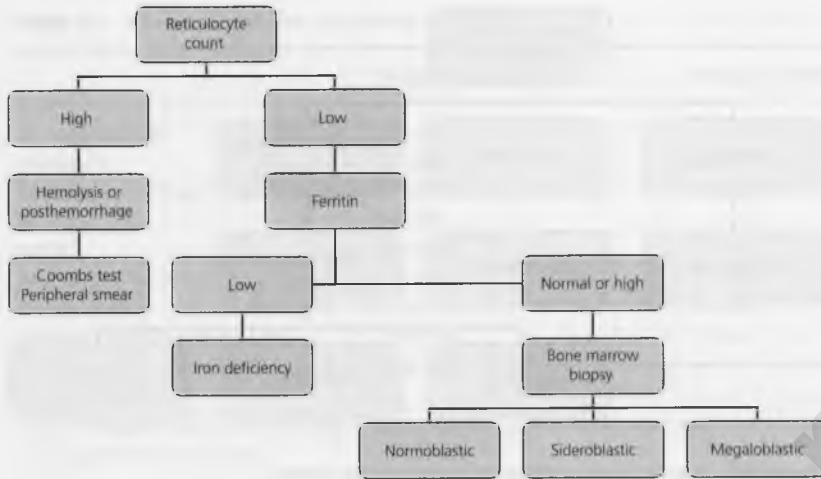 Reticulocyte
count
High
Low
Hemolysis or
posthemorrhage
Ferritin
Coombs test
Peripheral smear
Low
Normal or high
Iron deficiency
Bone marrow
biopsy
Normoblastic
Sideroblastic
Megaloblastic